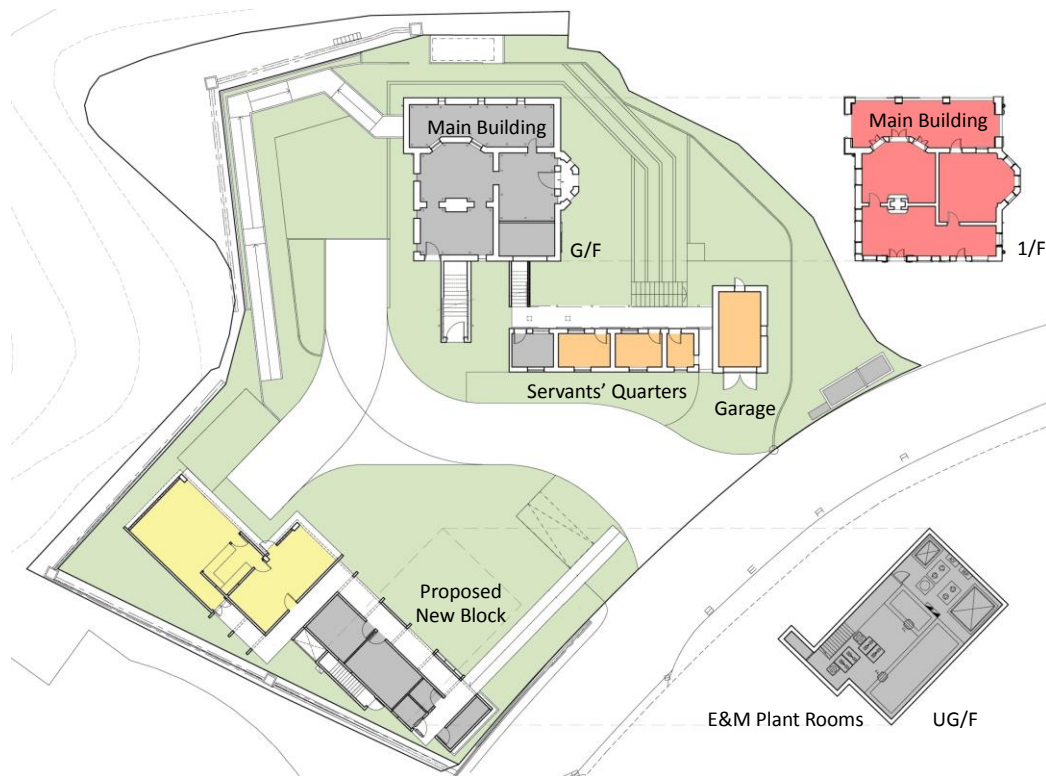 Main Building
Main Building
G/F
1/F
Servants' Quarters
Garage
Proposed
New Block
E&M Plant Rooms
UG/F